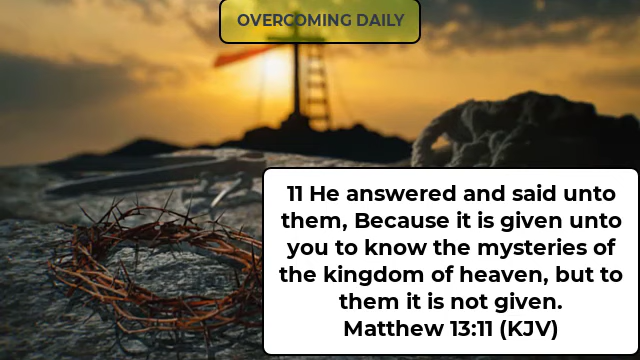 OVERCOMING DAILY
11 He answered and said unto
them, Because it is given unto
you to know the mysteries of
the kingdom of heaven, but to
them it is not given.
Matthew 13:11 (KJV)